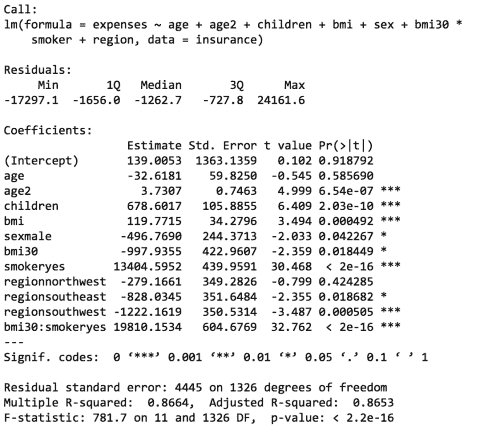 Call:
lm(formula = expenses ~ age + age2 + children + bmi + sex + bmi30 *
    smoker + region, data = insurance)

Residuals:
     Min       1Q   Median       3Q      Max
-17297.1  -1656.0  -1262.7   -727.8  24161.6

Coefficients:
                  Estimate Std. Error t value Pr(>|t|)
(Intercept)       139.0053  1363.1359   0.102 0.918792
age               -32.6181    59.8250  -0.545 0.585690
age2                3.7307     0.7463   4.999 6.54e-07 ***
children          678.6017   105.8855   6.409 2.03e-10 ***
bmi               119.7715    34.2796   3.494 0.000492 ***
sexmale          -496.7690   244.3713  -2.033 0.042267 *
bmi30            -997.9355   422.9607  -2.359 0.018449 *
smokeryes       13404.5952   439.9591  30.468  < 2e-16 ***
regionnorthwest  -279.1661   349.2826  -0.799 0.424285
regionsoutheast  -828.0345   351.6484  -2.355 0.018682 *
regionsouthwest -1222.1619   350.5314  -3.487 0.000505 ***
bmi30:smokeryes 19810.1534   604.6769  32.762  < 2e-16 ***
---
Signif. codes:  0 ‘***’ 0.001 ‘**’ 0.01 ‘*’ 0.05 ‘.’ 0.1 ‘ ’ 1

Residual standard error: 4445 on 1326 degrees of freedom
Multiple R-squared:  0.8664,  Adjusted R-squared:  0.8653
F-statistic: 781.7 on 11 and 1326 DF,  p-value: < 2.2e-16